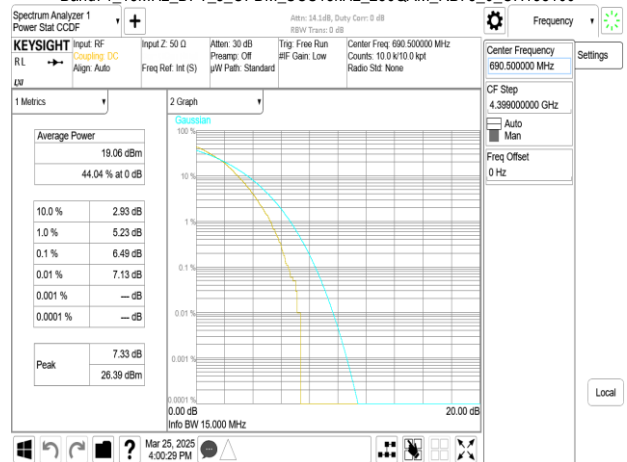 Spectrum Analyzer 1
Power Stat CCDF
Attn: 14.1dB, Duty Corr: 0 dB
RBW Trans: 0 dB
Frequency
KEYSIGHT
RL
LXI
Input: RF
Coupling: DC
Align: Auto
Input Z: 50 Ω
Freq Ref: Int (S)
Atten: 30 dB
Preamp: Off
µW Path: Standard
Trig: Free Run
#IF Gain: Low
Center Freq: 690.500000 MHz
Counts: 10.0 k/10.0 kpt
Radio Std: None
Center Frequency
690.500000 MHz
Settings
CF Step
4.399000000 GHz
Auto
Man
Freq Offset
0 Hz
1 Metrics
2 Graph
Gaussian
Average Power
19.06 dBm
44.04 % at 0 dB
10.0 % 2.93 dB
1.0 % 5.23 dB
0.1 % 6.49 dB
0.01 % 7.13 dB
0.001 % --- dB
0.0001 % --- dB
Peak 7.33 dB
26.39 dBm
100 %
10 %
1 %
0.1 %
0.01 %
0.001 %
0.0001 %
0.00 dB 20.00 dB
Info BW 15.000 MHz
Local
Mar 25, 2025
4:00:29 PM